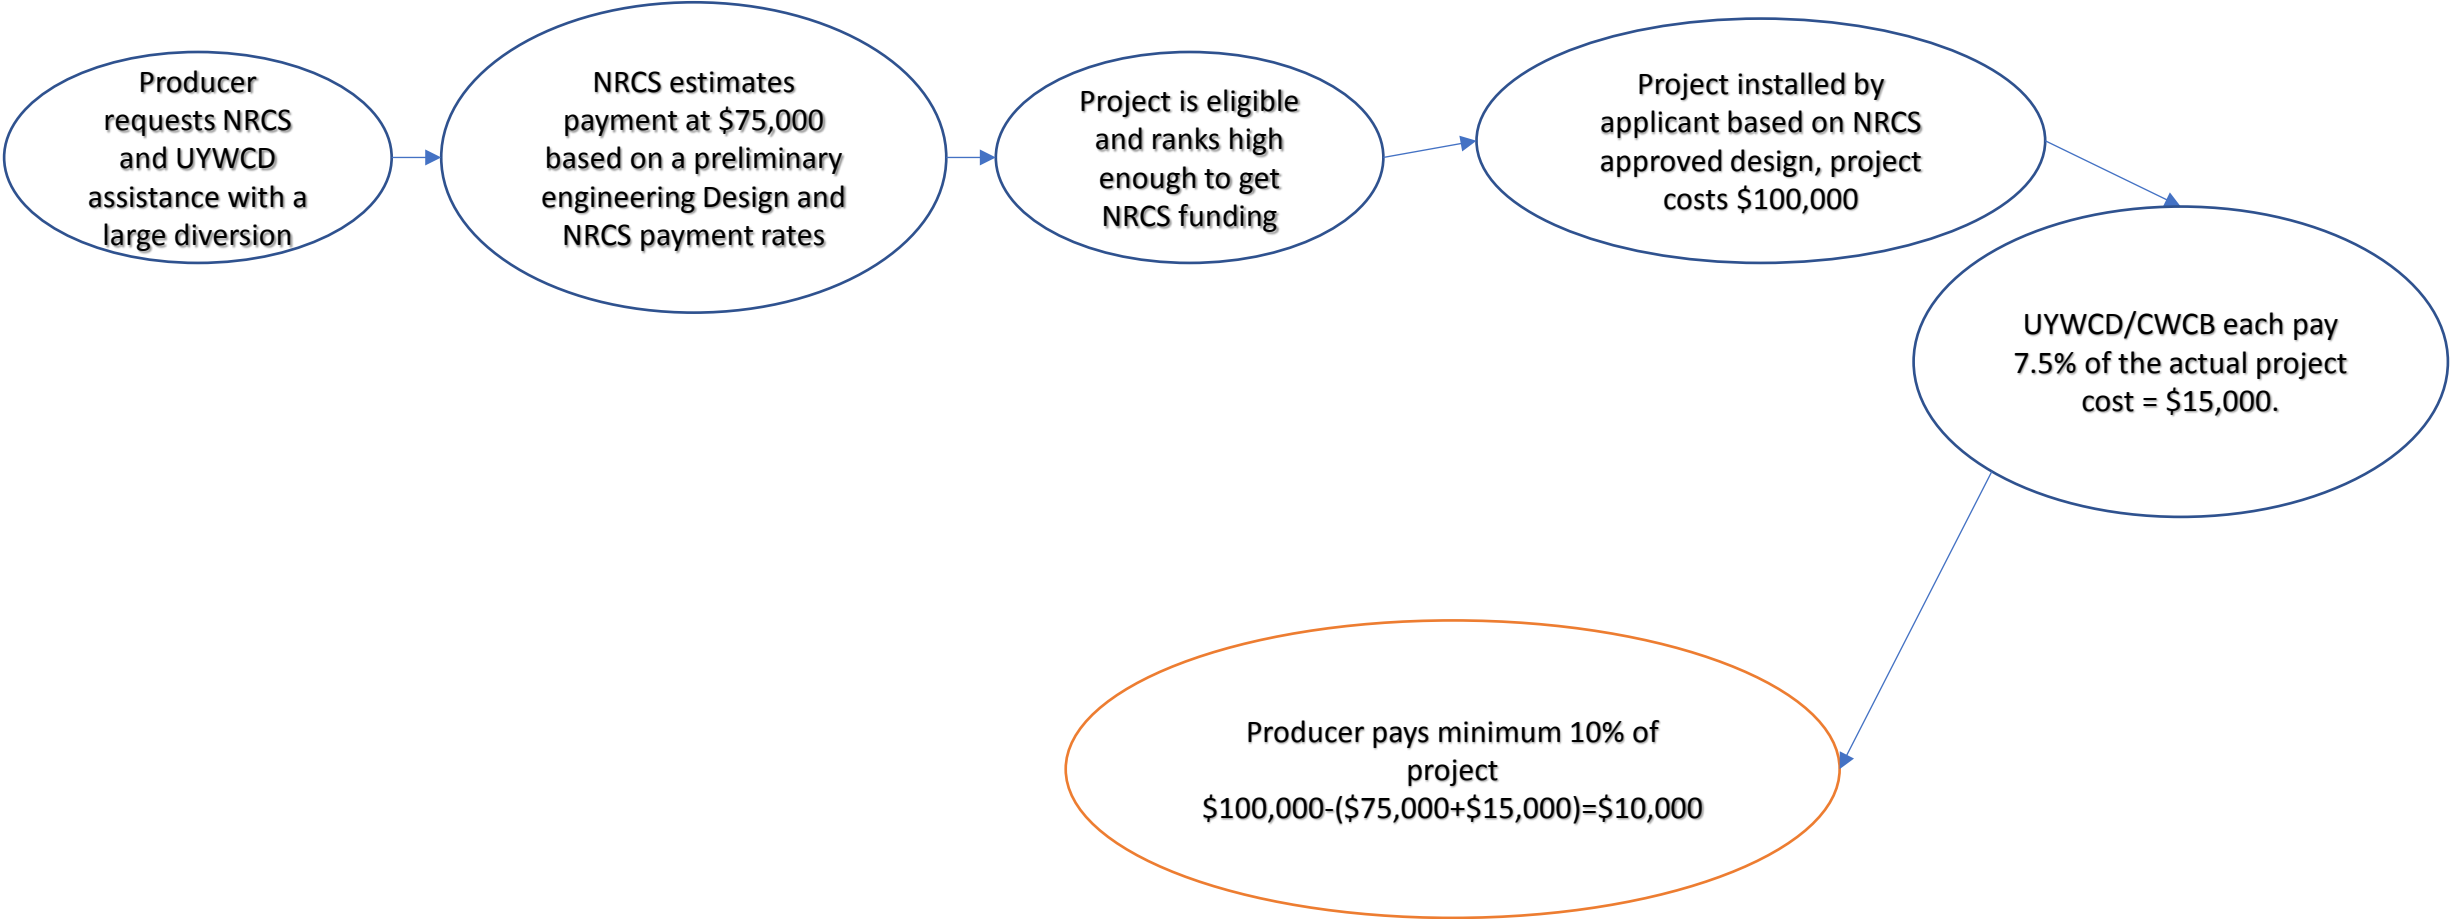 Producer
requests NRCS
and UYWCD
assistance with a
large diversion
NRCS estimates
payment at $75,000
based on a preliminary
engineering Design and
NRCS payment rates
Project is eligible
and ranks high
enough to get
NRCS funding
Project installed by
applicant based on NRCS
approved design, project
costs $100,000
UYWCD/CWCB each pay
7.5% of the actual project
cost = $15,000.
Producer pays minimum 10% of
project
$100,000-($75,000+$15,000)=$10,000